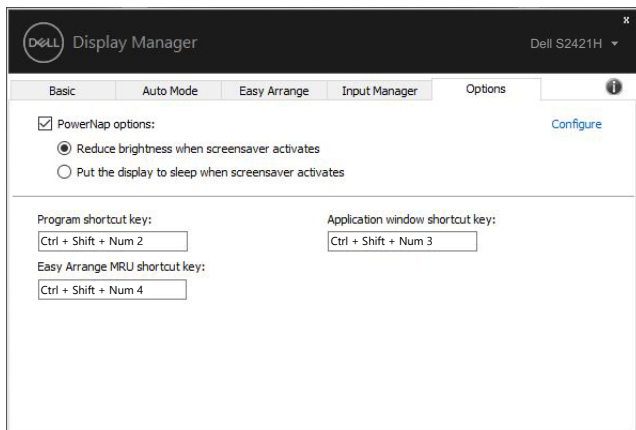 x
DELL Display Manager
Dell S2421H
Basic Auto Mode Easy Arrange Input Manager Options i
PowerNap options:
Configure
Reduce brightness when screensaver activates
Put the display to sleep when screensaver activates
Program shortcut key:
Application window shortcut key:
Ctrl + Shift + Num 2
Ctrl + Shift + Num 3
Easy Arrange MRU shortcut key:
Ctrl + Shift + Num 4